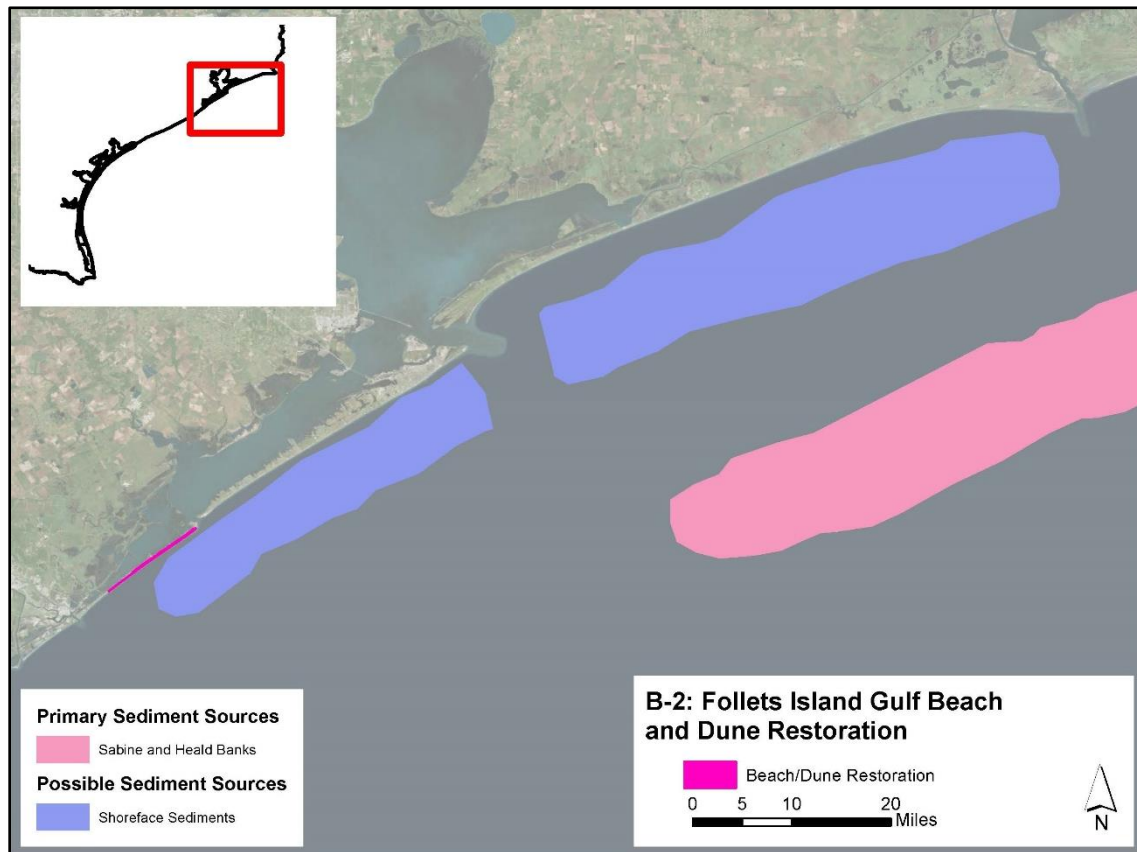 Primary Sediment Sources
Sabine and Heald Banks
Possible Sediment Sources
Shoreface Sediments
B-2: Follets Island Gulf Beach
and Dune Restoration
Beach/Dune Restoration
0 5 10 20
Miles
N